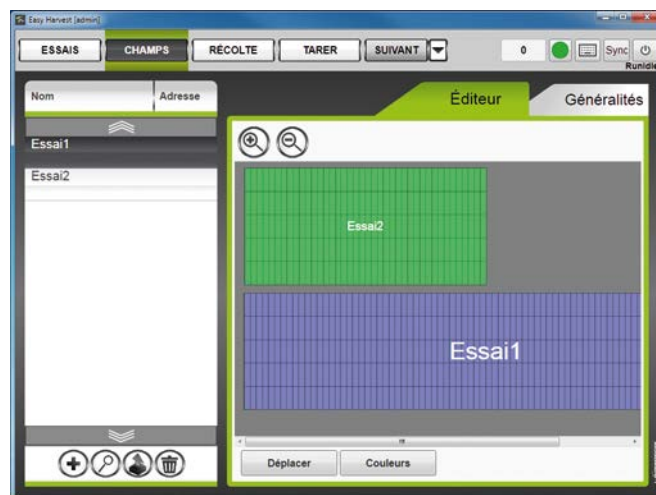 Easy Harvest [admin]
ESSAIS CHAMPS RÉCOLTE TARER SUIVANT 0 Sync
Runidle
Nom Adresse Éditeur Généralités
Essai1
Essai2
Essai2
Essai1
Déplacer Couleurs